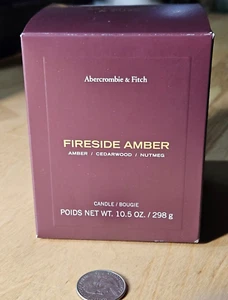 Abercrombie & Fitch
FIRESIDE AMBER
AMBER / CEDARWOOD / NUTMEG
CANDLE / BOUGIE
POIDS NET WT. 10.5 OZ / 298 g